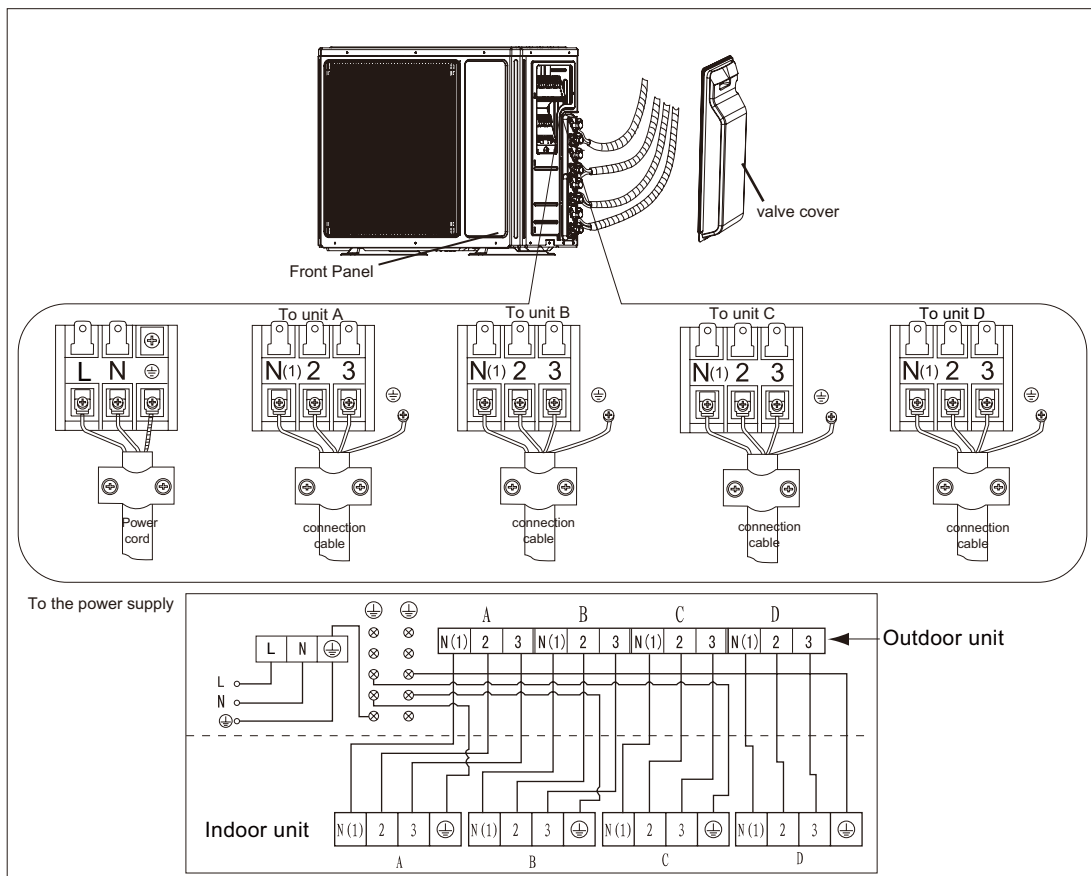 valve cover
Front Panel
To unit A
To unit B
To unit C
To unit D
L N ⏚
N(1) 2 3 ⏚
N(1) 2 3 ⏚
N(1) 2 3 ⏚
N(1) 2 3 ⏚
Power
cord
connection
cable
connection
cable
connection
cable
connection
cable
To the power supply
⏚ ⏚
A B C D
N(1) 2 3 N(1) 2 3 N(1) 2 3 N(1) 2 3
Outdoor unit
L N ⏚
L
N
⏚
Indoor unit
N(1) 2 3 ⏚ N(1) 2 3 ⏚ N(1) 2 3 ⏚ N(1) 2 3 ⏚
A B C D